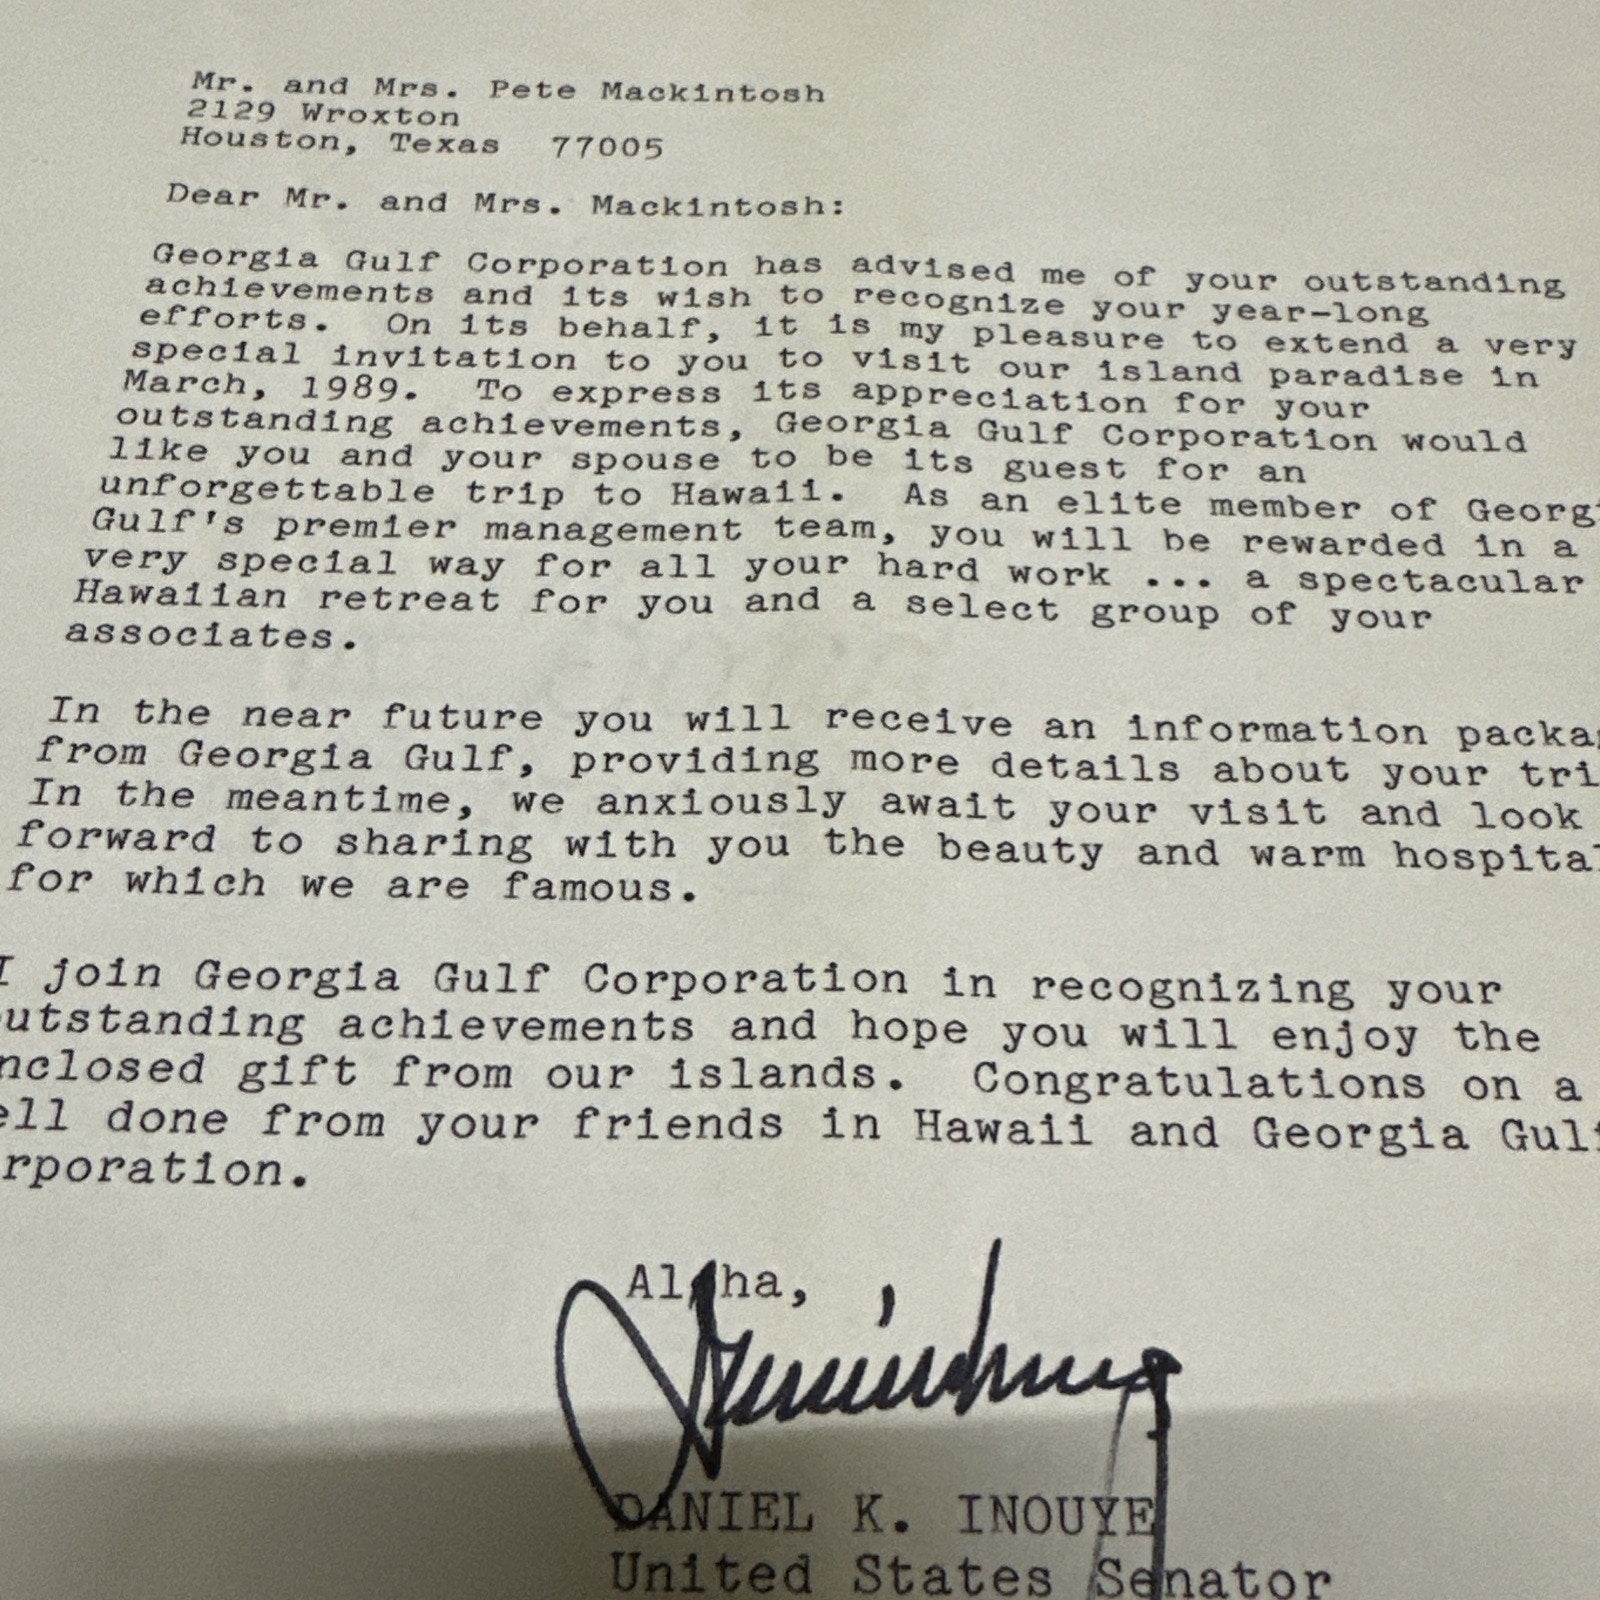 Mr. and Mrs. Pete Mackintosh
2129 Wroxton
Houston, Texas  77005
Dear Mr. and Mrs. Mackintosh:
Georgia Gulf Corporation has advised me of your outstanding
achievements and its wish to recognize your year-long
efforts.  On its behalf, it is my pleasure to extend a very
special invitation to you to visit our island paradise in
March, 1989.  To express its appreciation for your
outstanding achievements, Georgia Gulf Corporation would
like you and your spouse to be its guest for an
unforgettable trip to Hawaii.  As an elite member of Georgi
Gulf's premier management team, you will be rewarded in a
very special way for all your hard work ... a spectacular
Hawaiian retreat for you and a select group of your
associates.
In the near future you will receive an information packag
from Georgia Gulf, providing more details about your tri
In the meantime, we anxiously await your visit and look
forward to sharing with you the beauty and warm hospital
for which we are famous.
I join Georgia Gulf Corporation in recognizing your
utstanding achievements and hope you will enjoy the
nclosed gift from our islands.  Congratulations on a
ell done from your friends in Hawaii and Georgia Gulf
rporation.
Aloha,
DANIEL K. INOUYE
United States Senator